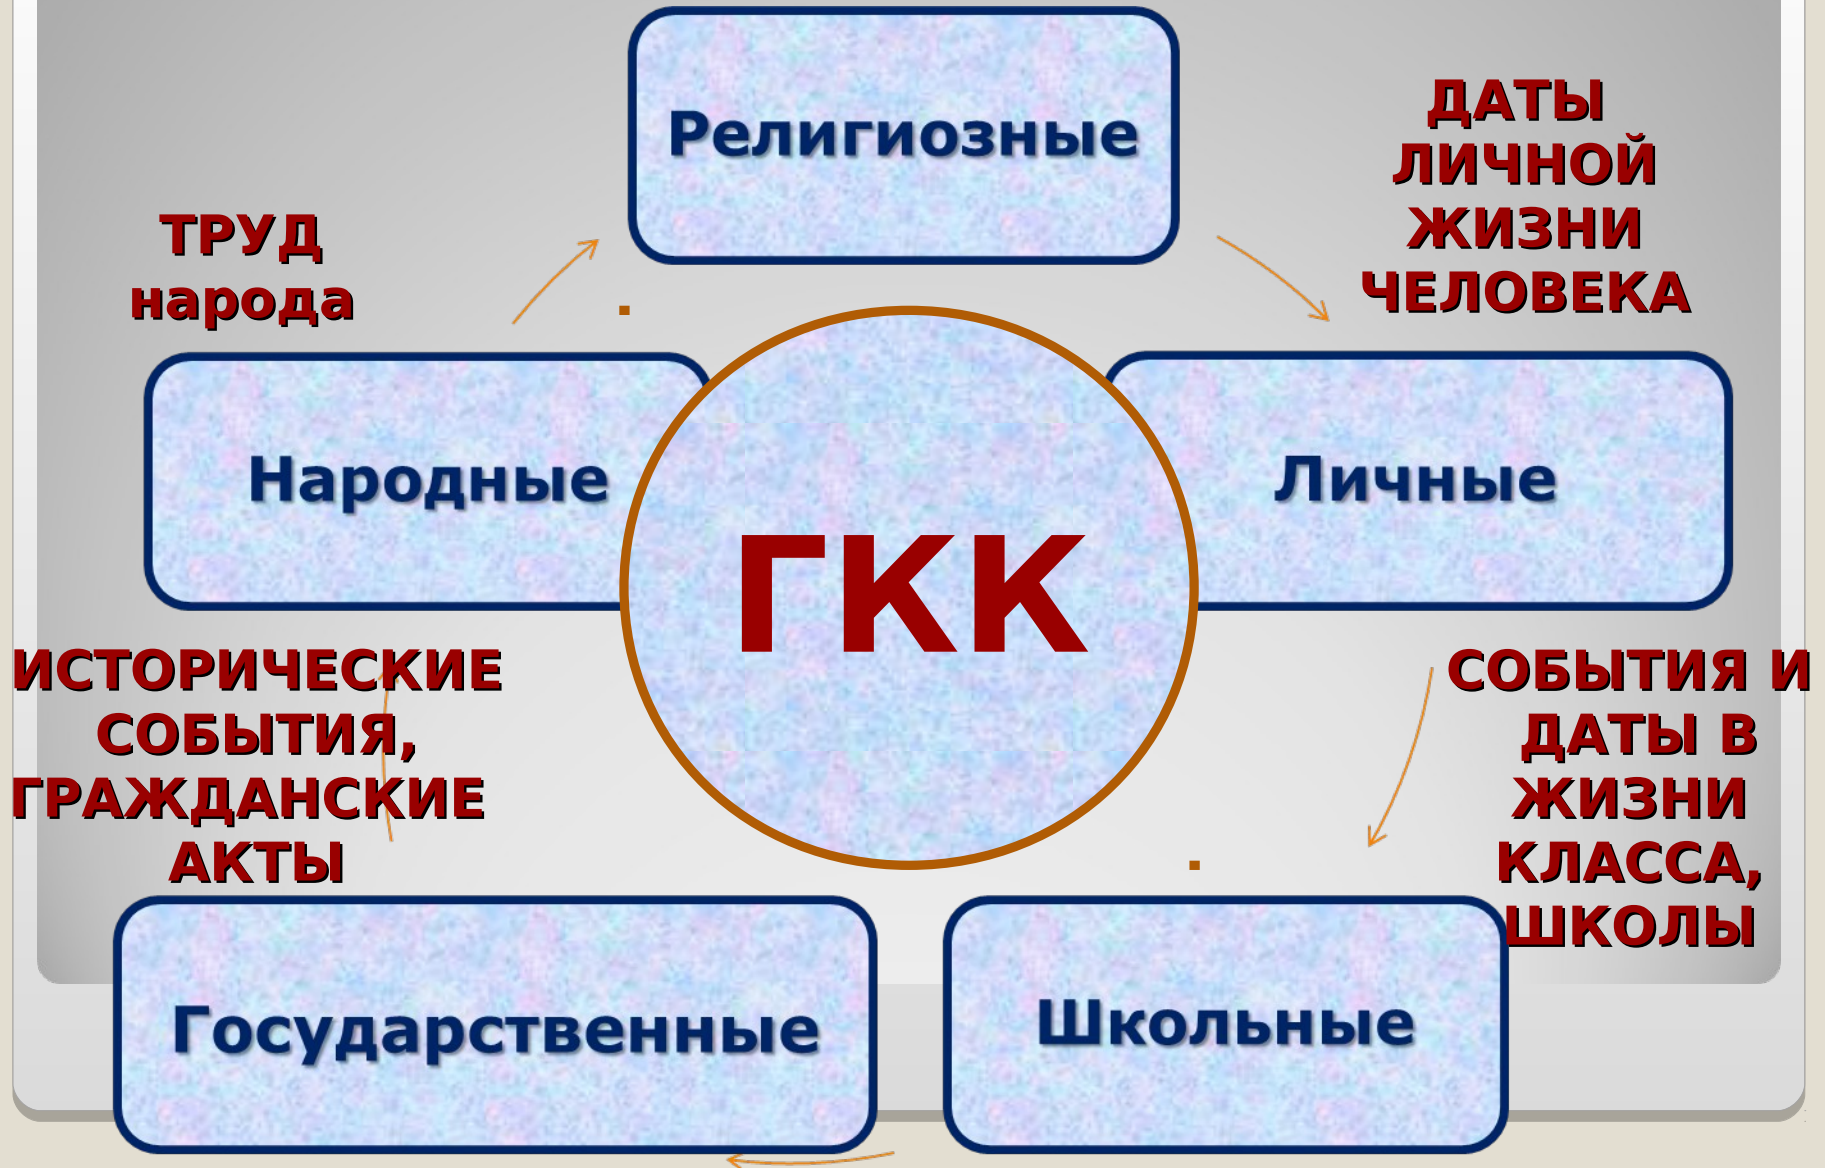 Религиозные
ДАТЫ
ЛИЧНОЙ
ЖИЗНИ
ЧЕЛОВЕКА
ТРУД
народа
Народные
ГКК
Личные
ИСТОРИЧЕСКИЕ
СОБЫТИЯ,
ГРАЖДАНСКИЕ
АКТЫ
СОБЫТИЯ И
ДАТЫ В
ЖИЗНИ
КЛАССА,
ШКОЛЫ
Государственные
Школьные